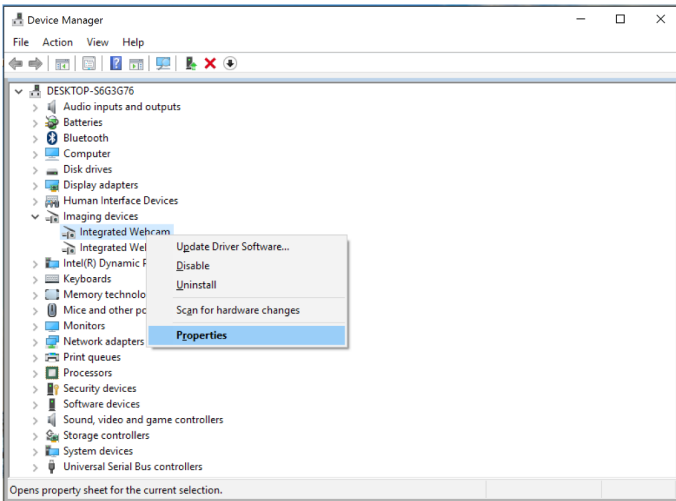 Device Manager
File Action View Help
DESKTOP-S6G3G76
Audio inputs and outputs
Batteries
Bluetooth
Computer
Disk drives
Display adapters
Human Interface Devices
Imaging devices
Integrated Webcam
Integrated
Update Driver Software...
Intel(R) Dynamic
Disable
Keyboards
Uninstall
Memory
Scan for hardware changes
Mice and other
Monitors
Properties
Network adapters
Print queues
Processors
Security devices
Software devices
Sound, video and game controllers
Storage controllers
System devices
Universal Serial Bus controllers
Opens property sheet for the current selection.